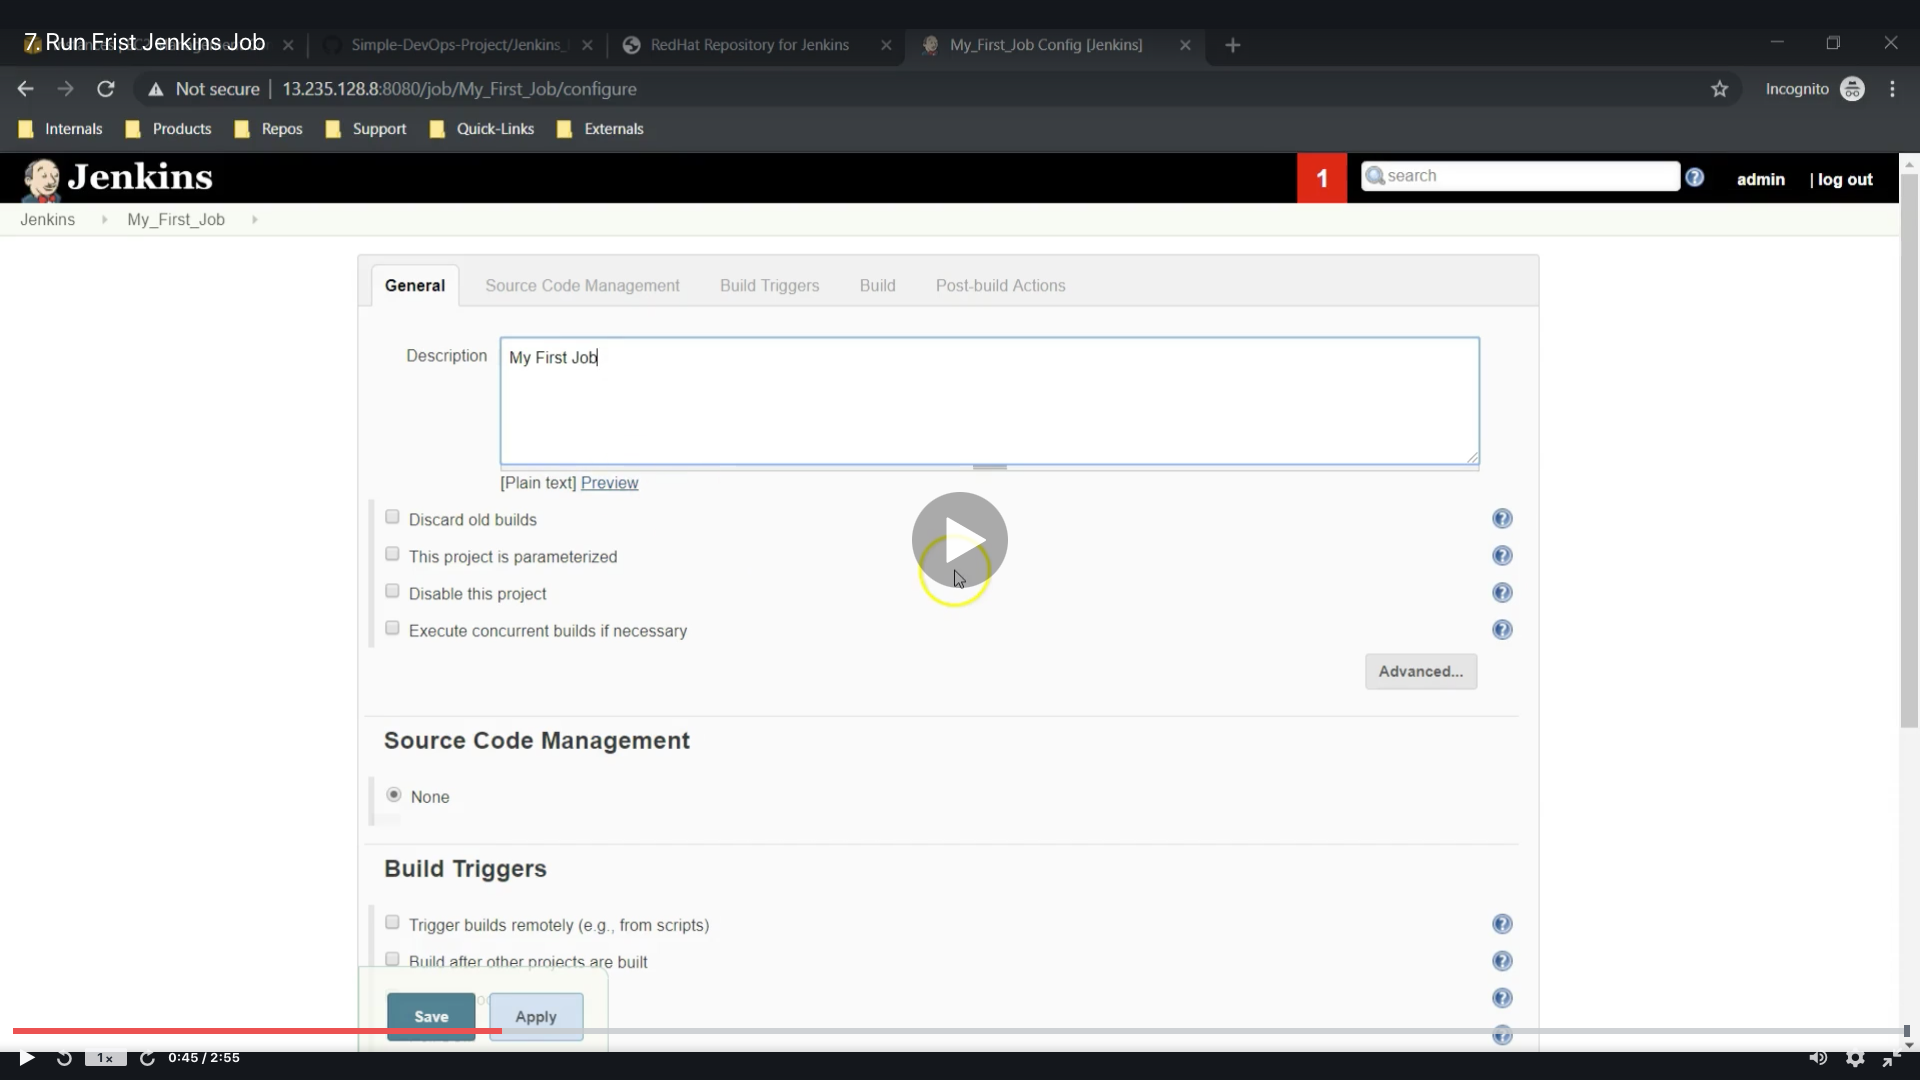 7. Run Frist Jenkins Job
Simple-DevOps-Project/Jenkins_
RedHat Repository for Jenkins
My_First_Job Config [Jenkins]
Not secure | 13.235.128.8:8080/job/My_First_Job/configure
Incognito
Internals
Products
Repos
Support
Quick-Links
Externals
Jenkins
1
search
admin
| log out
Jenkins
My_First_Job
General
Source Code Management
Build Triggers
Build
Post-build Actions
Description
My First Job
[Plain text] Preview
Discard old builds
This project is parameterized
Disable this project
Execute concurrent builds if necessary
Advanced...
Source Code Management
None
Build Triggers
Trigger builds remotely (e.g., from scripts)
Build after other projects are built
Save
Apply
1x
0:45 / 2:55